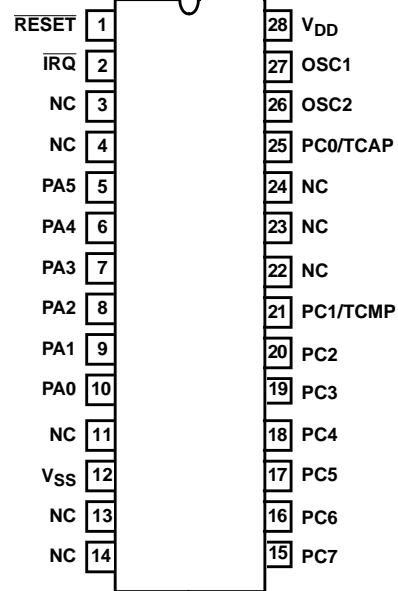 R̅E̅S̅E̅T̅ 1 28 VDD
I̅R̅Q̅ 2 27 OSC1
NC 3 26 OSC2
NC 4 25 PC0/TCAP
PA5 5 24 NC
PA4 6 23 NC
PA3 7 22 NC
PA2 8 21 PC1/TCMP
PA1 9 20 PC2
PA0 10 19 PC3
NC 11 18 PC4
VSS 12 17 PC5
NC 13 16 PC6
NC 14 15 PC7